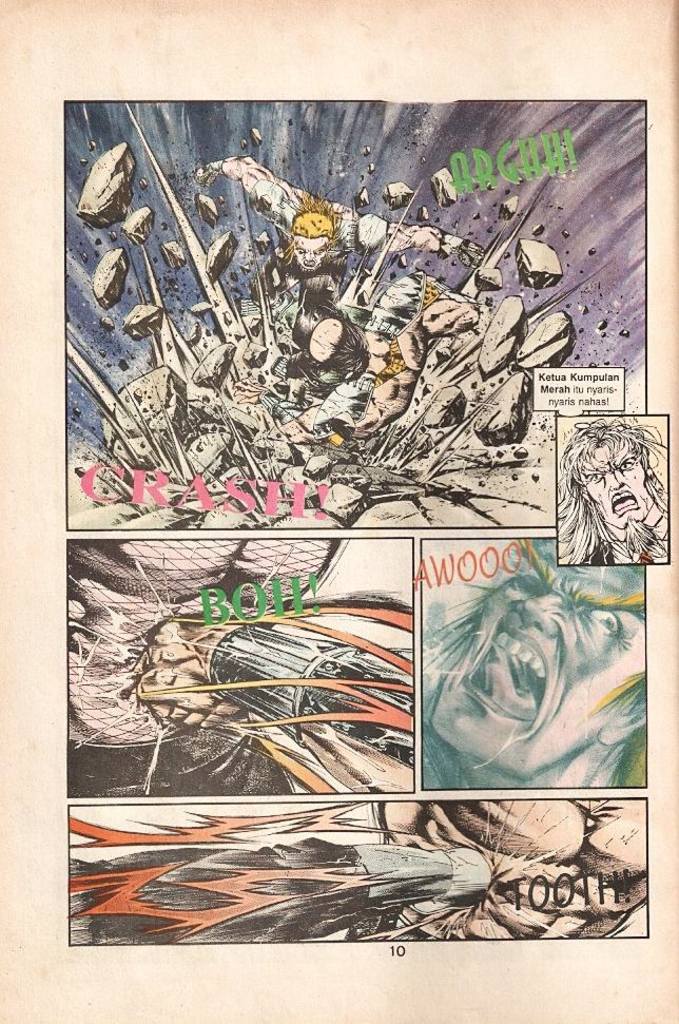 ARGHH!
Ketua Kumpulan
Merah itu nyaris-
nyaris nahas!
CRASH!
BOH!
AWOOO!
TOOTH!
10